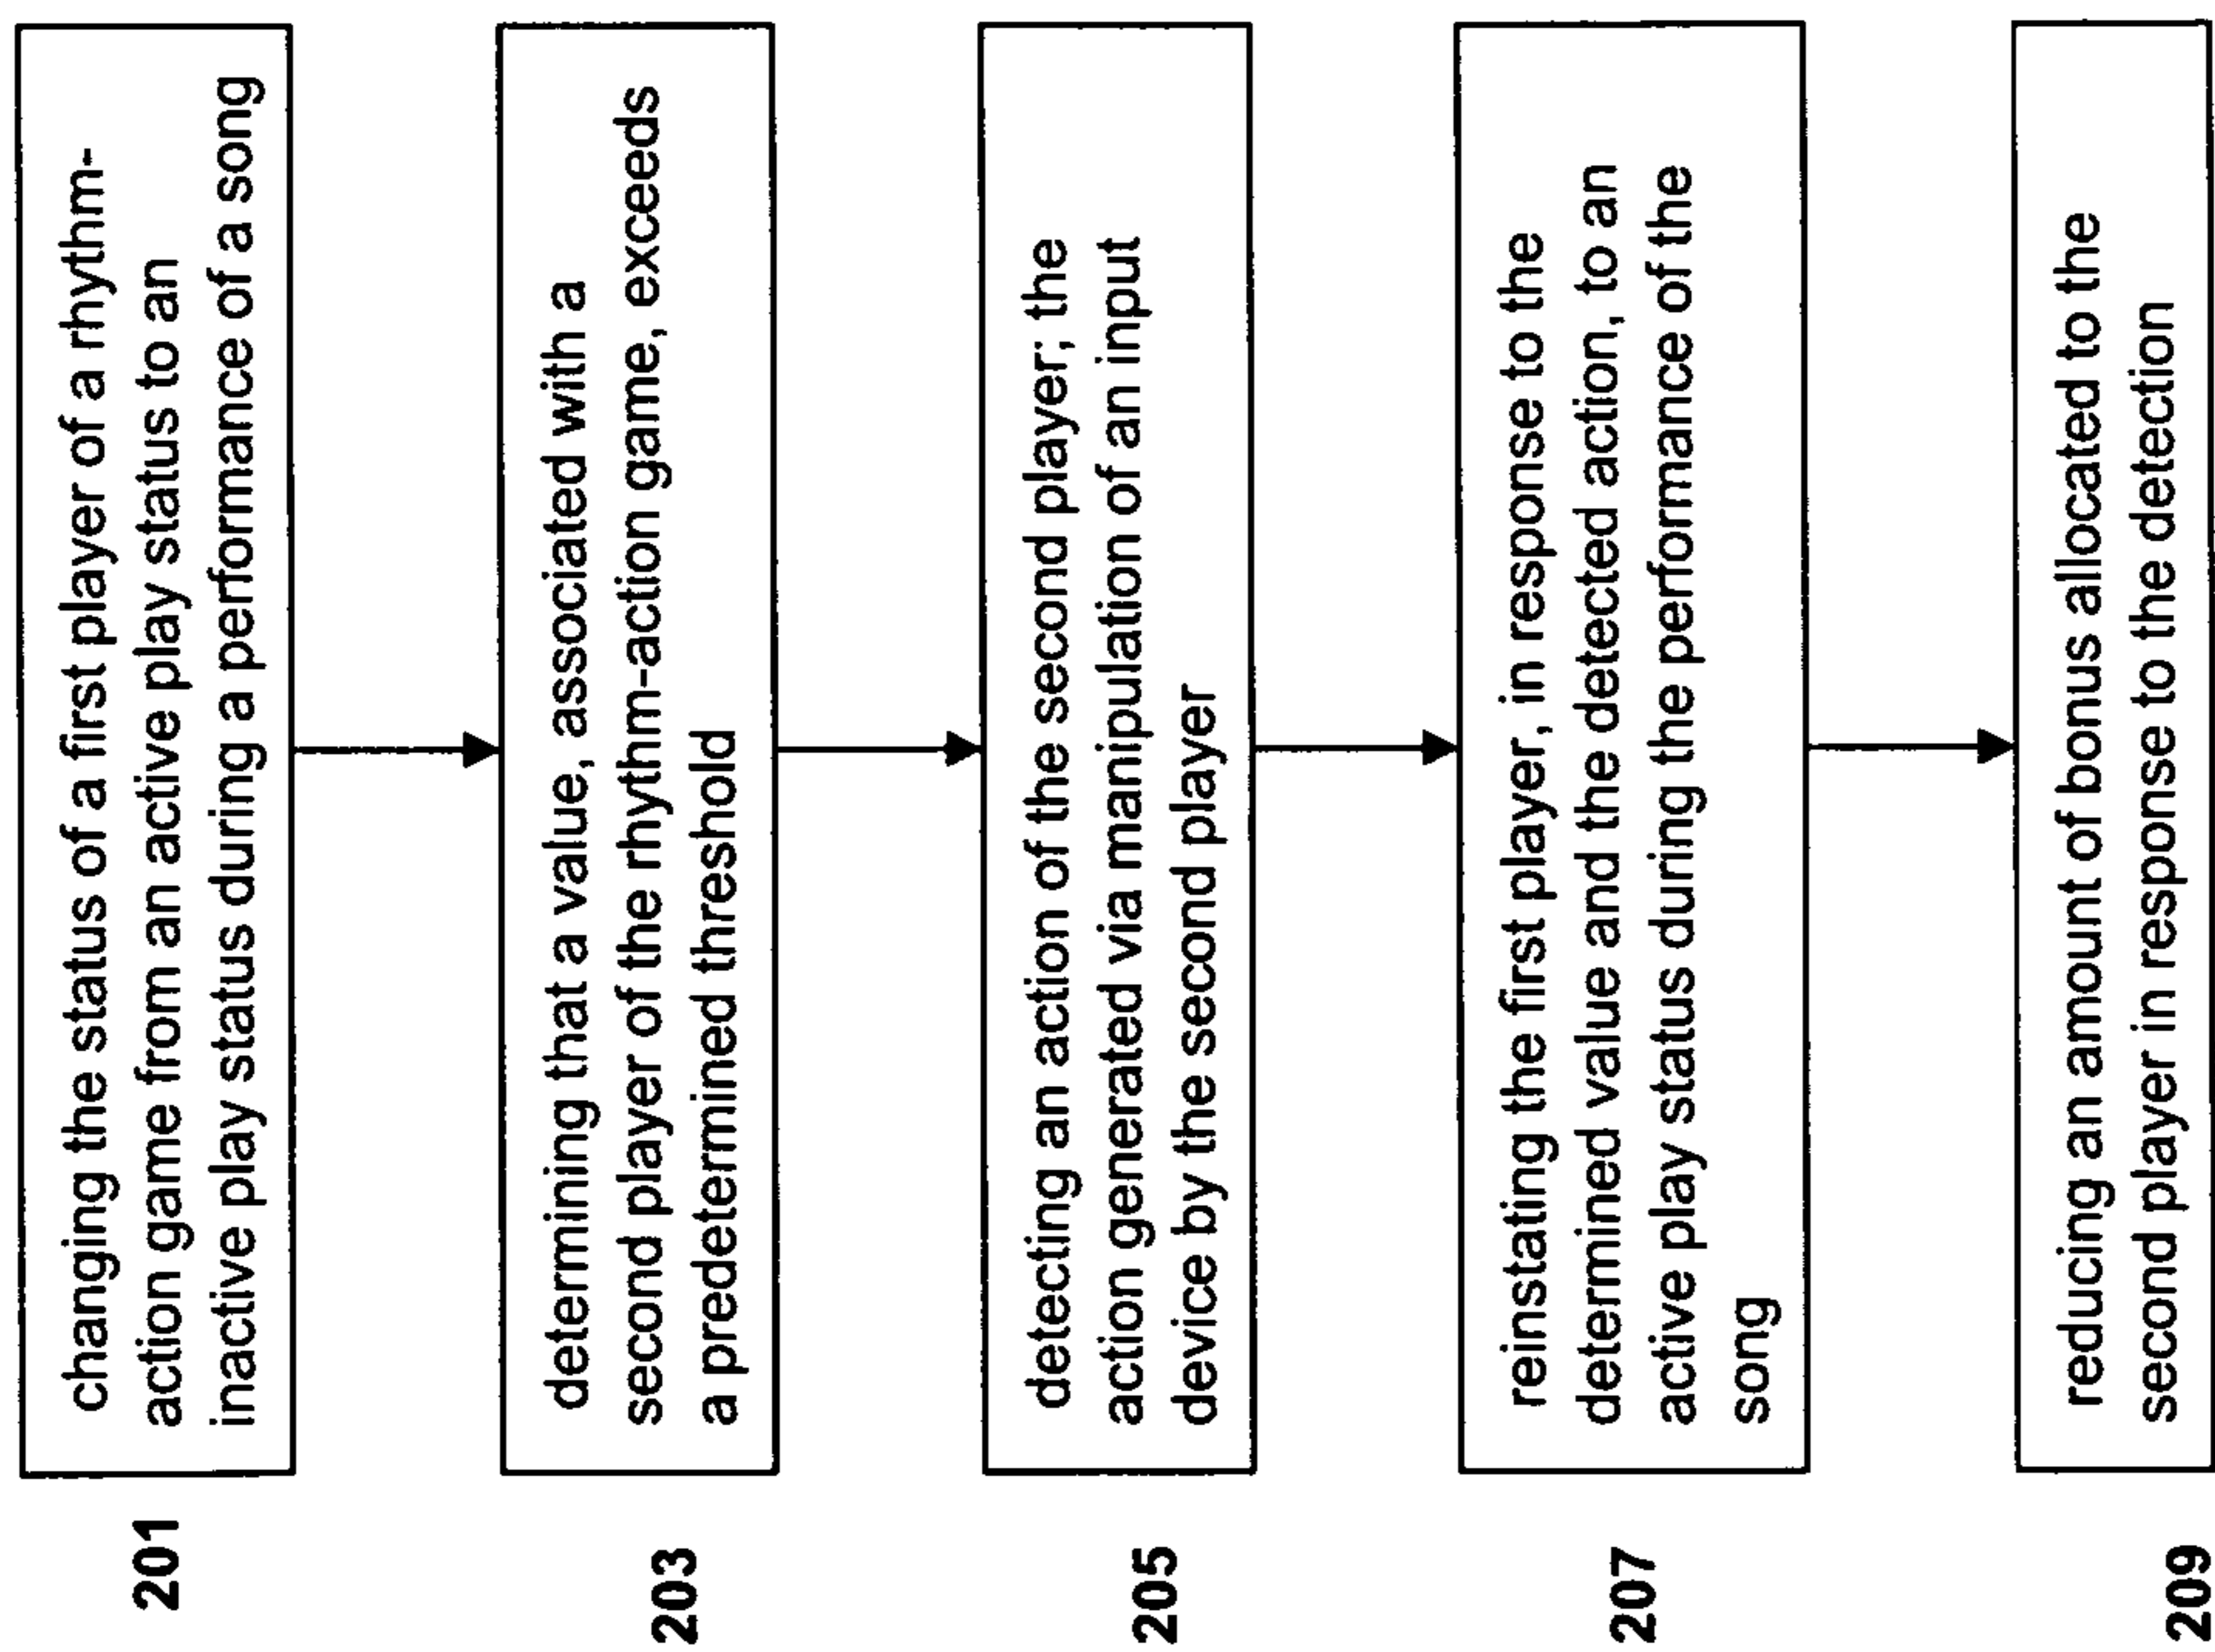 201
changing the status of a first player of a rhythm-
action game from an active play status to an
inactive play status during a performance of a song
203
determining that a value, associated with a
second player of the rhythm-action game, exceeds
a predetermined threshold
205
detecting an action of the second player; the
action generated via manipulation of an input
device by the second player
207
reinstating the first player, in response to the
determined value and the detected action, to an
active play status during the performance of the
song
209
reducing an amount of bonus allocated to the
second player in response to the detection